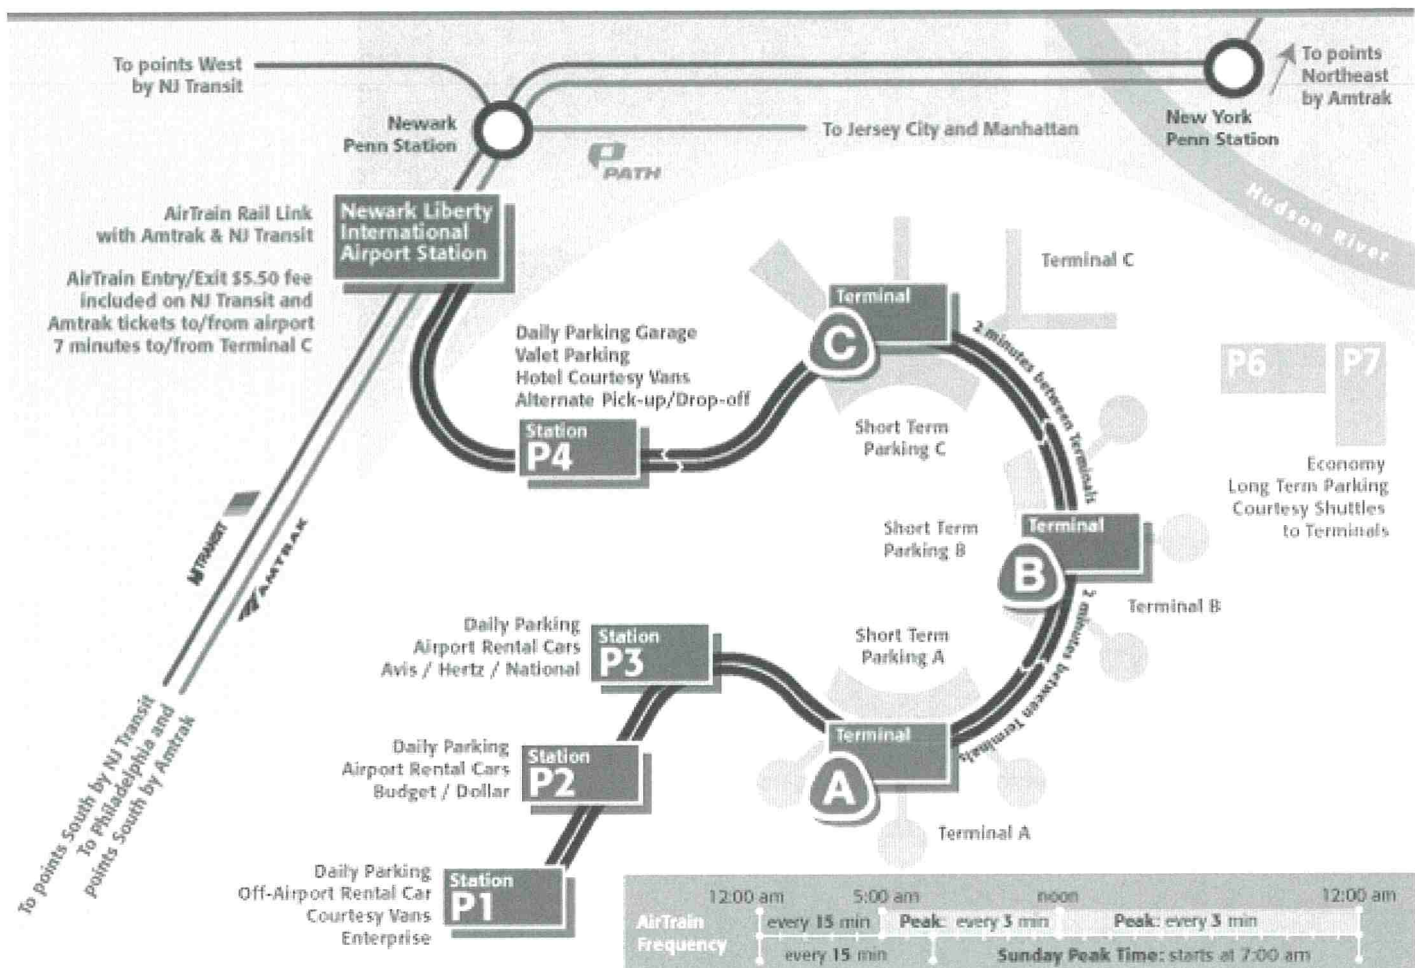 To points West
by NJ Transit
Newark
Penn Station
PATH
To Jersey City and Manhattan
New York
Penn Station
To points
Northeast
by Amtrak
Hudson River
AirTrain Rail Link
with Amtrak & NJ Transit
Newark Liberty
International
Airport Station
AirTrain Entry/Exit $5.50 fee
included on NJ Transit and
Amtrak tickets to/from airport
7 minutes to/from Terminal C
Daily Parking Garage
Valet Parking
Hotel Courtesy Vans
Alternate Pick-up/Drop-off
Station
P4
Terminal
C
Terminal C
2 minutes between Terminals
Short Term
Parking C
P6
P7
Economy
Long Term Parking
Courtesy Shuttles
to Terminals
Short Term
Parking B
Terminal
B
Terminal B
2 minutes between Terminals
NJ TRANSIT
AMTRAK
To points South by NJ Transit
To Philadelphia and
points South by Amtrak
Daily Parking
Airport Rental Cars
Avis / Hertz / National
Station
P3
Short Term
Parking A
Terminal
A
Terminal A
Daily Parking
Airport Rental Cars
Budget / Dollar
Station
P2
Daily Parking
Off-Airport Rental Car
Courtesy Vans
Enterprise
Station
P1
12:00 am 5:00 am noon 12:00 am
AirTrain
Frequency
every 15 min Peak: every 3 min Peak: every 3 min
every 15 min Sunday Peak Time: starts at 7:00 am